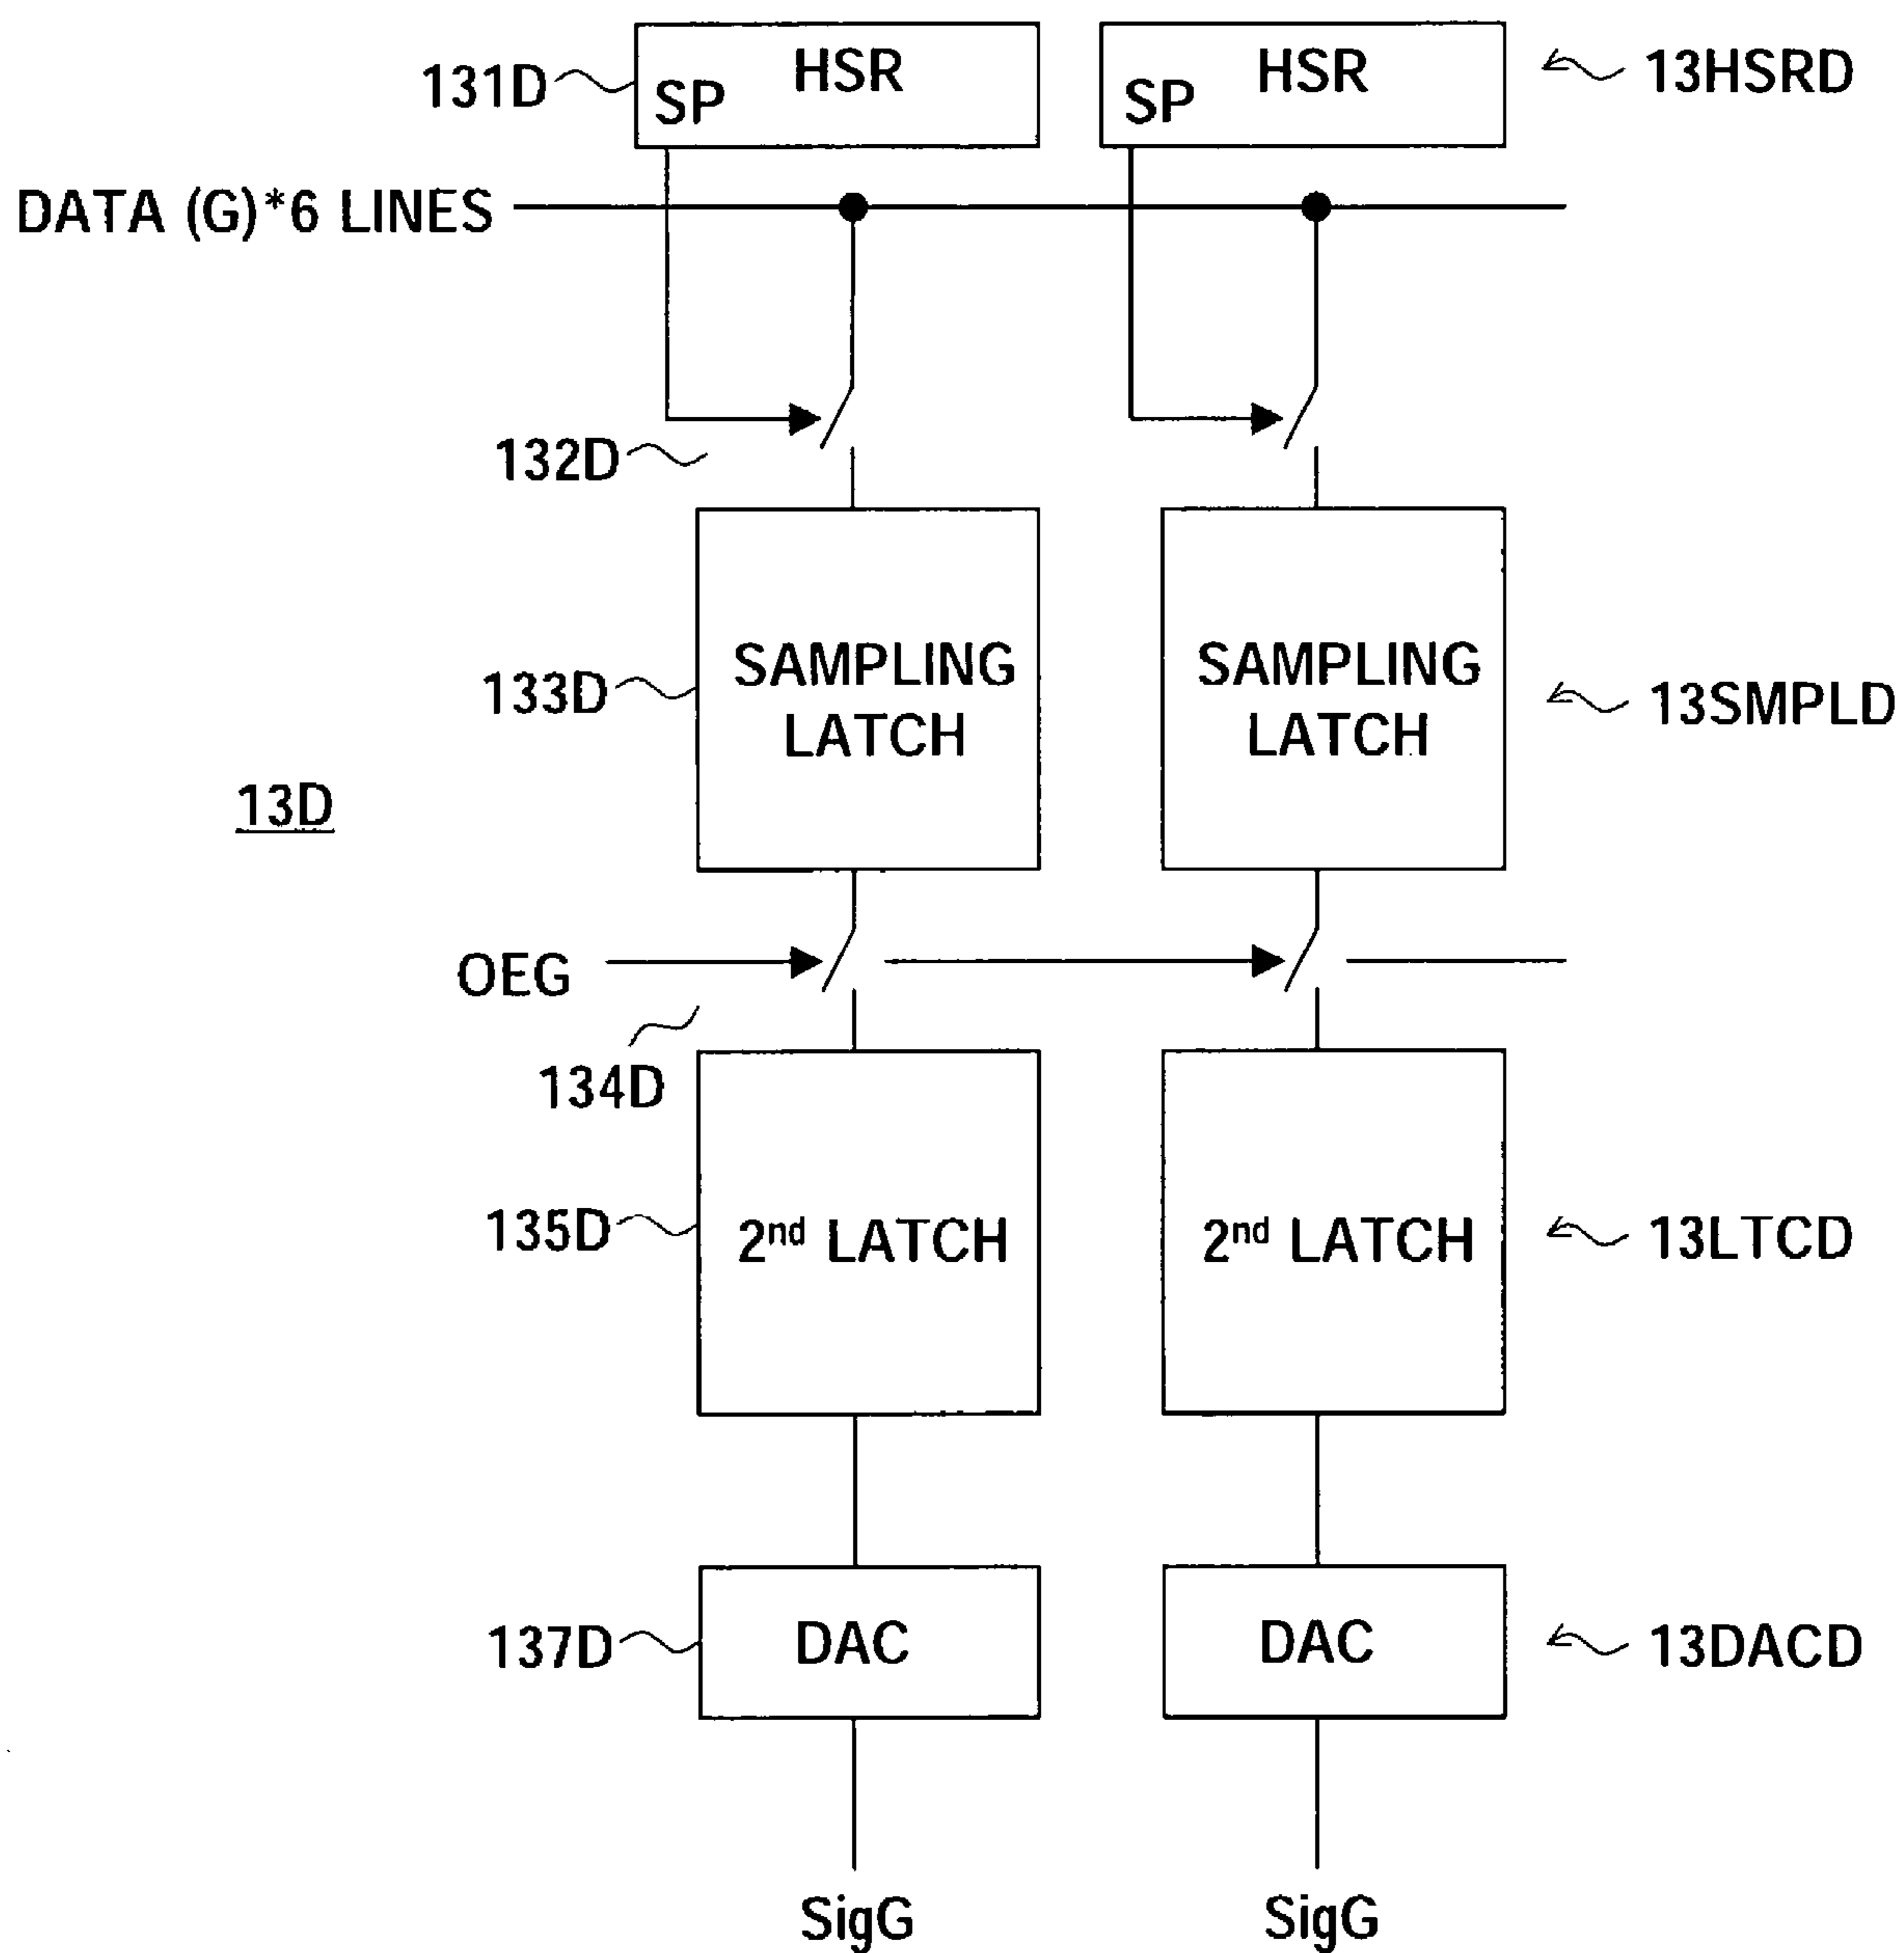 131D
SP HSR
SP HSR
13HSRD
DATA (G)*6 LINES
132D
133D
SAMPLING
LATCH
SAMPLING
LATCH
13SMPLD
13D
OEG
134D
135D
2nd LATCH
2nd LATCH
13LTCD
137D
DAC
DAC
13DACD
SigG
SigG